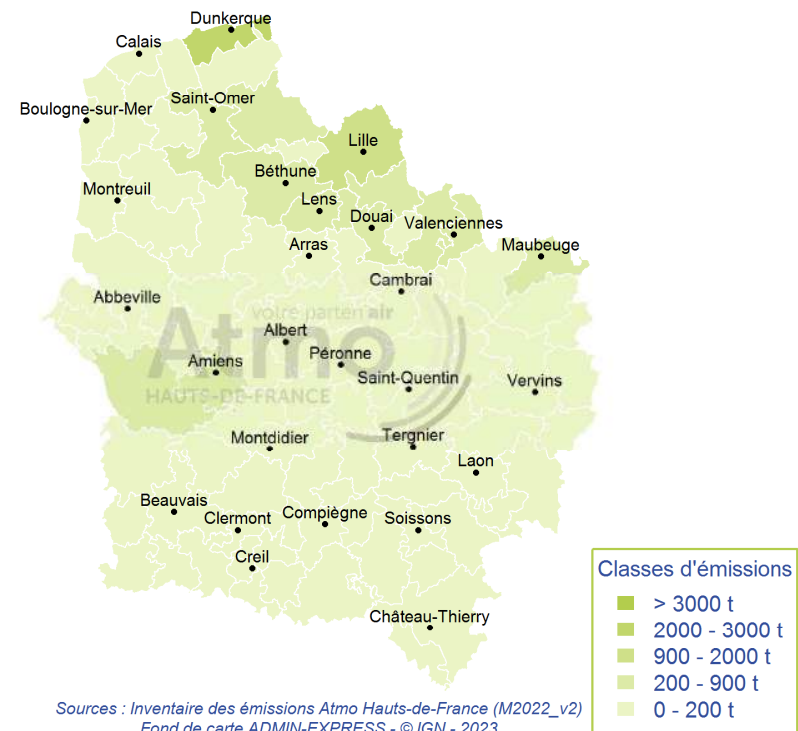 Dunkerque
Calais
Saint-Omer
Boulogne-sur-Mer
Lille
Béthune
Montreuil
Lens
Douai
Valenciennes
Arras
Maubeuge
Cambrai
Abbeville
votre partenaire air
Albert
Atmo
Péronne
Amiens
Saint-Quentin
Vervins
HAUTS-DE-FRANCE
Montdidier
Tergnier
Laon
Beauvais
Clermont
Compiègne
Soissons
Creil
Château-Thierry
Classes d'émissions
> 3000 t
2000 - 3000 t
900 - 2000 t
200 - 900 t
0 - 200 t
Sources : Inventaire des émissions Atmo Hauts-de-France (M2022_v2)
Fond de carte ADMIN-EXPRESS - © IGN - 2023